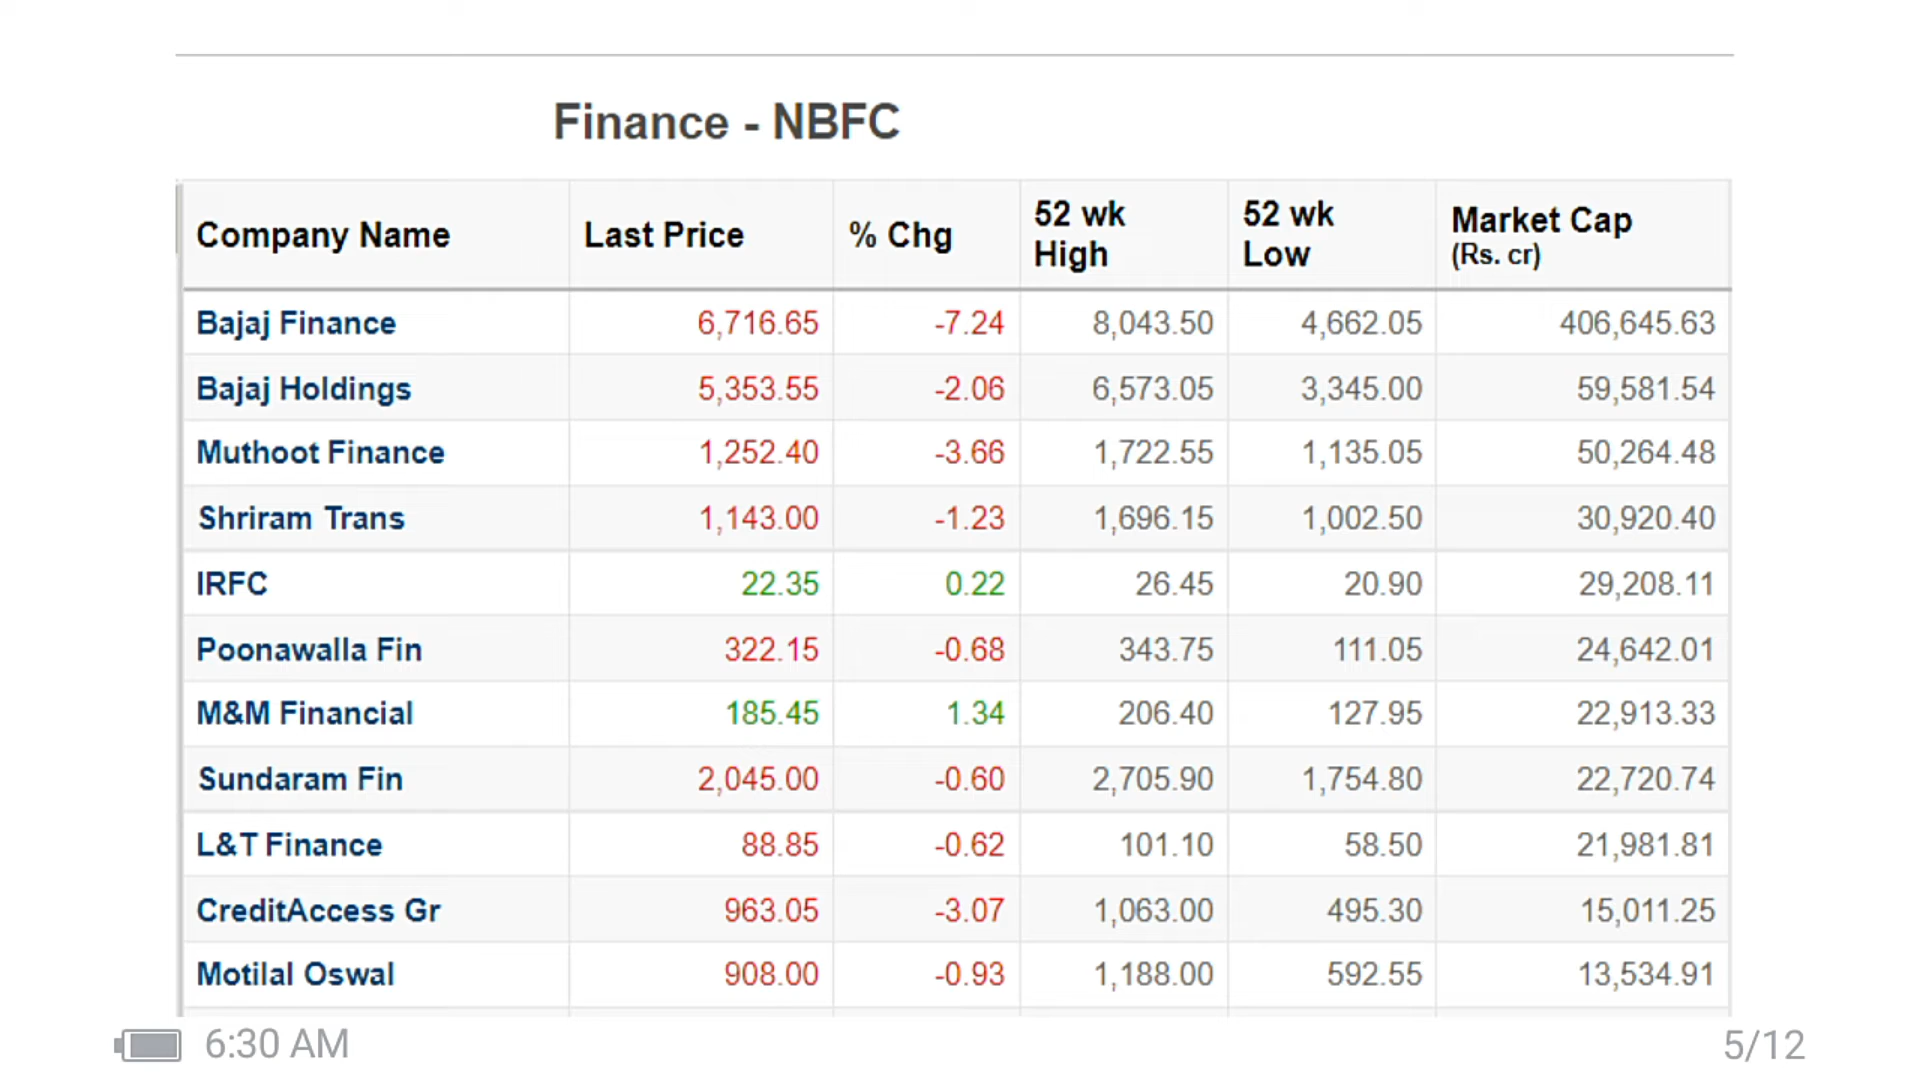 Finance - NBFC
Company Name Last Price % Chg 52 wk High 52 wk Low Market Cap (Rs. cr)
Bajaj Finance 6,716.65 -7.24 8,043.50 4,662.05 406,645.63
Bajaj Holdings 5,353.55 -2.06 6,573.05 3,345.00 59,581.54
Muthoot Finance 1,252.40 -3.66 1,722.55 1,135.05 50,264.48
Shriram Trans 1,143.00 -1.23 1,696.15 1,002.50 30,920.40
IRFC 22.35 0.22 26.45 20.90 29,208.11
Poonawalla Fin 322.15 -0.68 343.75 111.05 24,642.01
M&M Financial 185.45 1.34 206.40 127.95 22,913.33
Sundaram Fin 2,045.00 -0.60 2,705.90 1,754.80 22,720.74
L&T Finance 88.85 -0.62 101.10 58.50 21,981.81
CreditAccess Gr 963.05 -3.07 1,063.00 495.30 15,011.25
Motilal Oswal 908.00 -0.93 1,188.00 592.55 13,534.91
6:30 AM 5/12